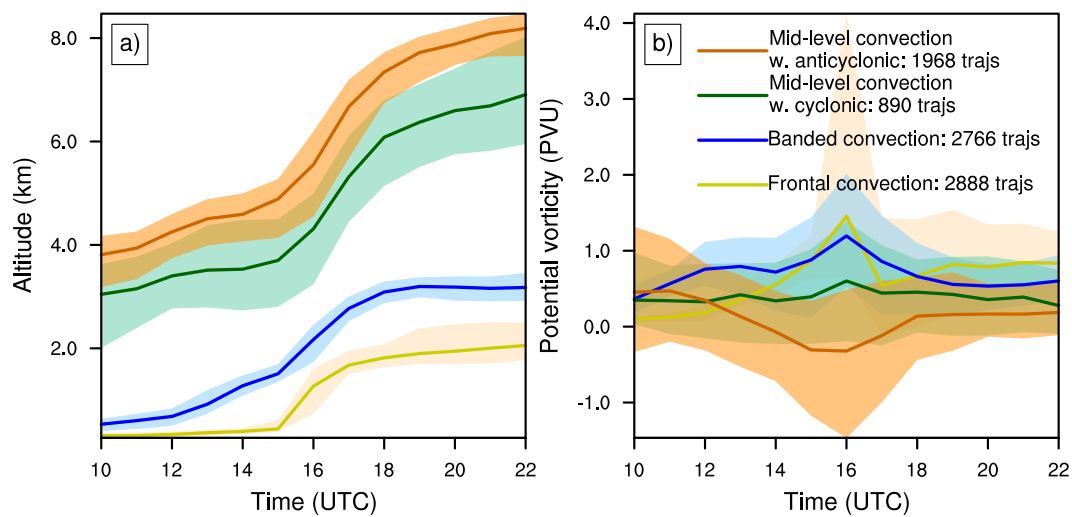 a)
8.0
6.0
4.0
2.0
Altitude (km)
10
12
14
16
18
20
22
Time (UTC)
b)
Mid-level convection
w. anticyclonic: 1968 trajs
Mid-level convection
w. cyclonic: 890 trajs
Banded convection: 2766 trajs
Frontal convection: 2888 trajs
4.0
3.0
2.0
1.0
0.0
-1.0
Potential vorticity (PVU)
10
12
14
16
18
20
22
Time (UTC)